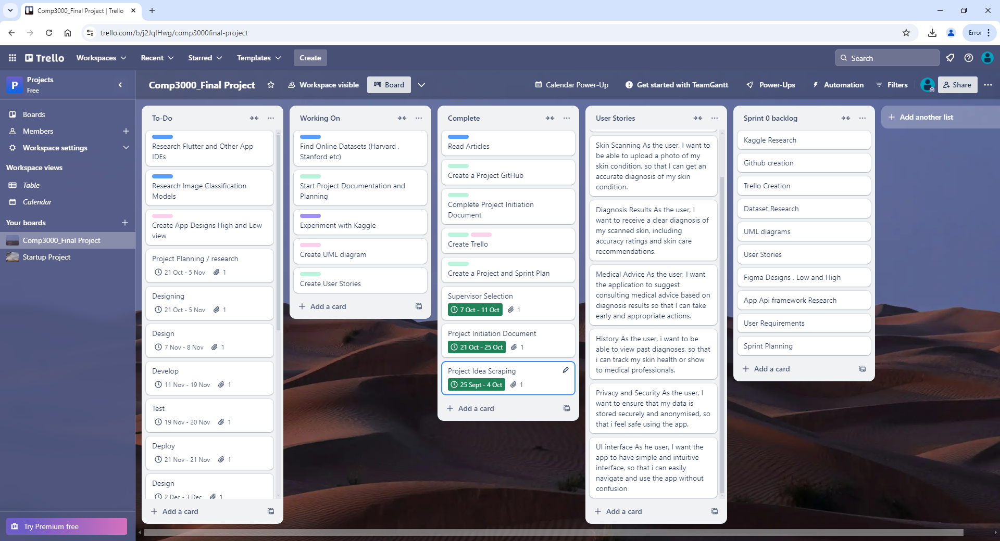 Comp3000_Final Project | Trello
trello.com/b/j2JqlHwg/comp3000final-project
Error
Trello
Workspaces
Recent
Starred
Templates
Create
Search
P
Projects
Free
Comp3000_Final Project
Workspace visible
Board
Calendar Power-Up
Get started with TeamGantt
Power-Ups
Automation
Filters
Share
Boards
Members
Workspace settings
Workspace views
Table
Calendar
Your boards
Comp3000_Final Project
Startup Project
Try Premium free
To-Do
Research Flutter and Other App
IDEs
Research Image Classification
Models
Create App Designs High and Low
view
Project Planning / research
21 Oct - 5 Nov 1
Designing
21 Oct - 5 Nov 1
Design
7 Nov - 8 Nov 1
Develop
11 Nov - 19 Nov 1
Test
19 Nov - 20 Nov 1
Deploy
21 Nov - 21 Nov 1
Design
2 Dec - 3 Dec 1
Add a card
Working On
Find Online Datasets (Harvard ,
Stanford etc)
Start Project Documentation and
Planning
Experiment with Kaggle
Create UML diagram
Create User Stories
Add a card
Complete
Read Articles
Create a Project GitHub
Complete Project Initiation
Document
Create Trello
Create a Project and Sprint Plan
Supervisor Selection
7 Oct - 11 Oct 1
Project Initiation Document
21 Oct - 25 Oct 1
Project Idea Scraping
25 Sept - 4 Oct 1
Add a card
User Stories
Skin Scanning As the user, I want to
be able to upload a photo of my
skin condition, so that I can get an
accurate diagnosis of my skin
condition.
Diagnosis Results As the user, I
want to receive a clear diagnosis of
my scanned skin, including
accuracy ratings and skin care
recommendations.
Medical Advice As the user, I want
the application to suggest
consulting medical advice based on
diagnosis results so that I can take
early and appropriate actions.
History As the user, i want to be
able to view past diagnoses, so that
i can track my skin health or show
to medical professionals.
Privacy and Security As the user, I
want to ensure that my data is
stored securely and anonymised, so
that i feel safe using the app.
UI interface As he user, I want the
app to have simple and intuitive
interface, so that i can easily
navigate and use the app without
confusion
Add a card
Sprint 0 backlog
Kaggle Research
Github creation
Trello Creation
Dataset Research
UML diagrams
User Stories
Figma Designs , Low and High
App Api framework Research
User Requirements
Sprint Planning
Add a card
Add another list